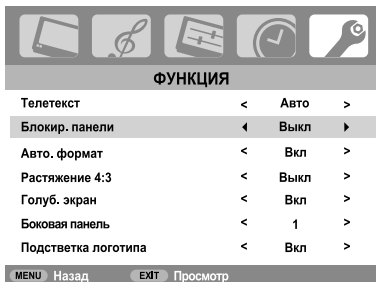 ФУНКЦИЯ
Телетекст < Авто >
Блокир. панели Выкл
Авто. формат < Вкл >
Растяжение 4:3 < Выкл >
Голуб. экран < Вкл >
Боковая панель < 1 >
Подстветка логотипа < Вкл >
MENU Назад EXIT Просмотр